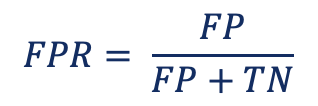 FPR = FP / FP + TN